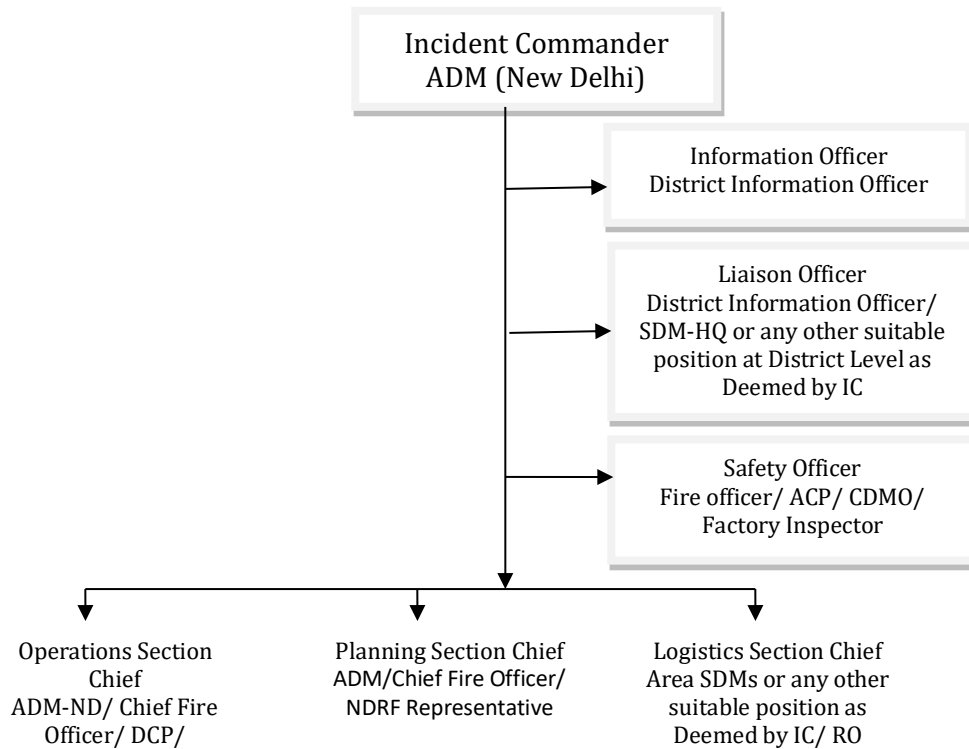 Incident Commander
ADM (New Delhi)
Information Officer
District Information Officer
Liaison Officer
District Information Officer/
SDM-HQ or any other suitable
position at District Level as
Deemed by IC
Safety Officer
Fire officer/ ACP/ CDMO/
Factory Inspector
Operations Section
Chief
ADM-ND/ Chief Fire
Officer/ DCP/
Planning Section Chief
ADM/Chief Fire Officer/
NDRF Representative
Logistics Section Chief
Area SDMs or any other
suitable position as
Deemed by IC/ RO